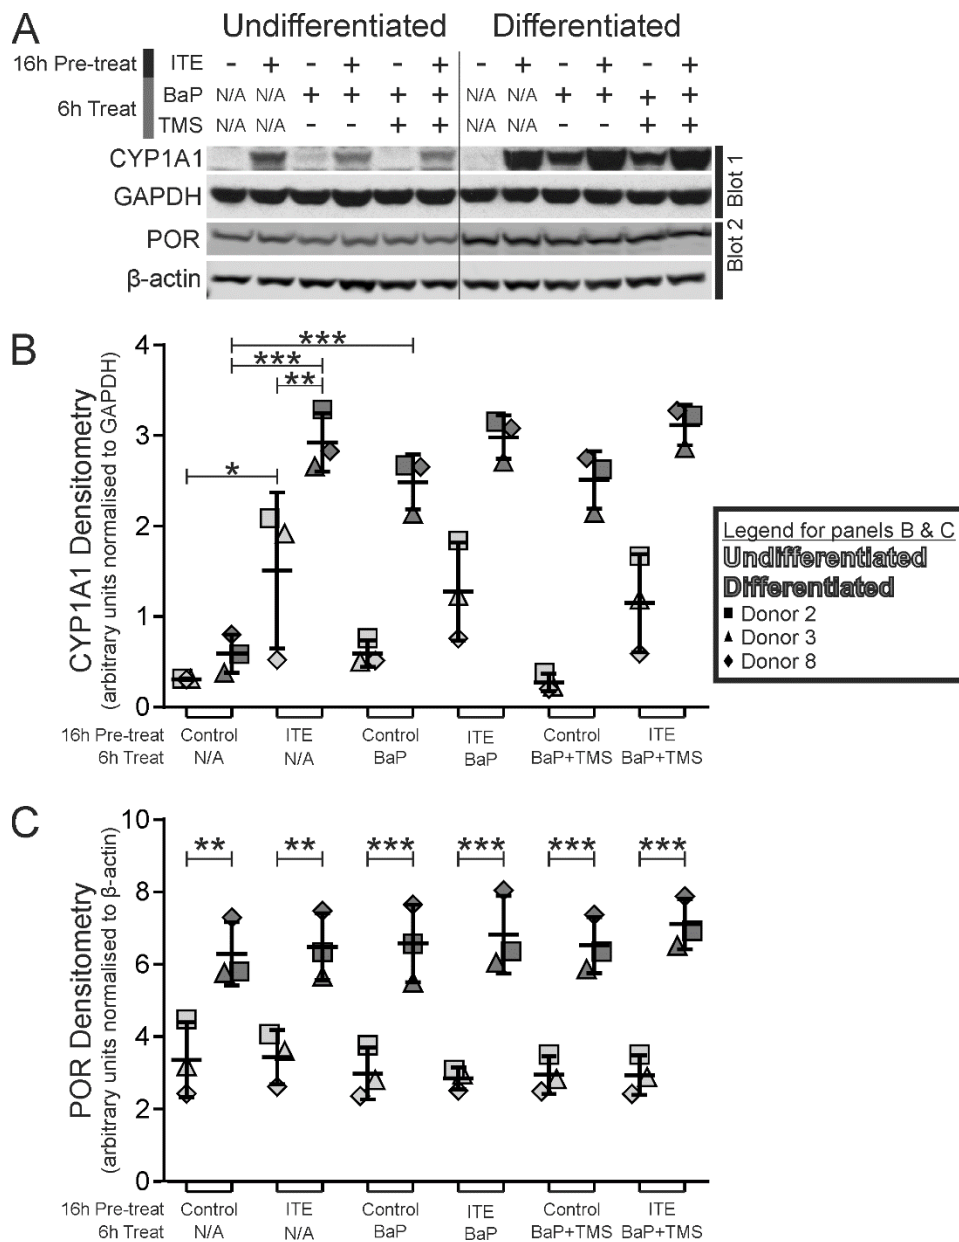 A
Undifferentiated Differentiated
16h Pre-treat ITE - + - + - + - + - + - +
6h Treat
BaP N/A N/A + + + + N/A N/A + + + +
TMS N/A N/A - - + + N/A N/A - - + +
CYP1A1
GAPDH
Blot 1
POR
β-actin
Blot 2
B
CYP1A1 Densitometry
(arbitrary units normalised to GAPDH)
4
3
2
1
0
*
***
**
***
16h Pre-treat Control ITE Control ITE Control ITE
6h Treat N/A N/A BaP BaP BaP+TMS BaP+TMS
Legend for panels B & C
Undifferentiated
Differentiated
Donor 2
Donor 3
Donor 8
C
POR Densitometry
(arbitrary units normalised to β-actin)
10
8
6
4
2
0
** ** *** *** *** ***
16h Pre-treat Control ITE Control ITE Control ITE
6h Treat N/A N/A BaP BaP BaP+TMS BaP+TMS